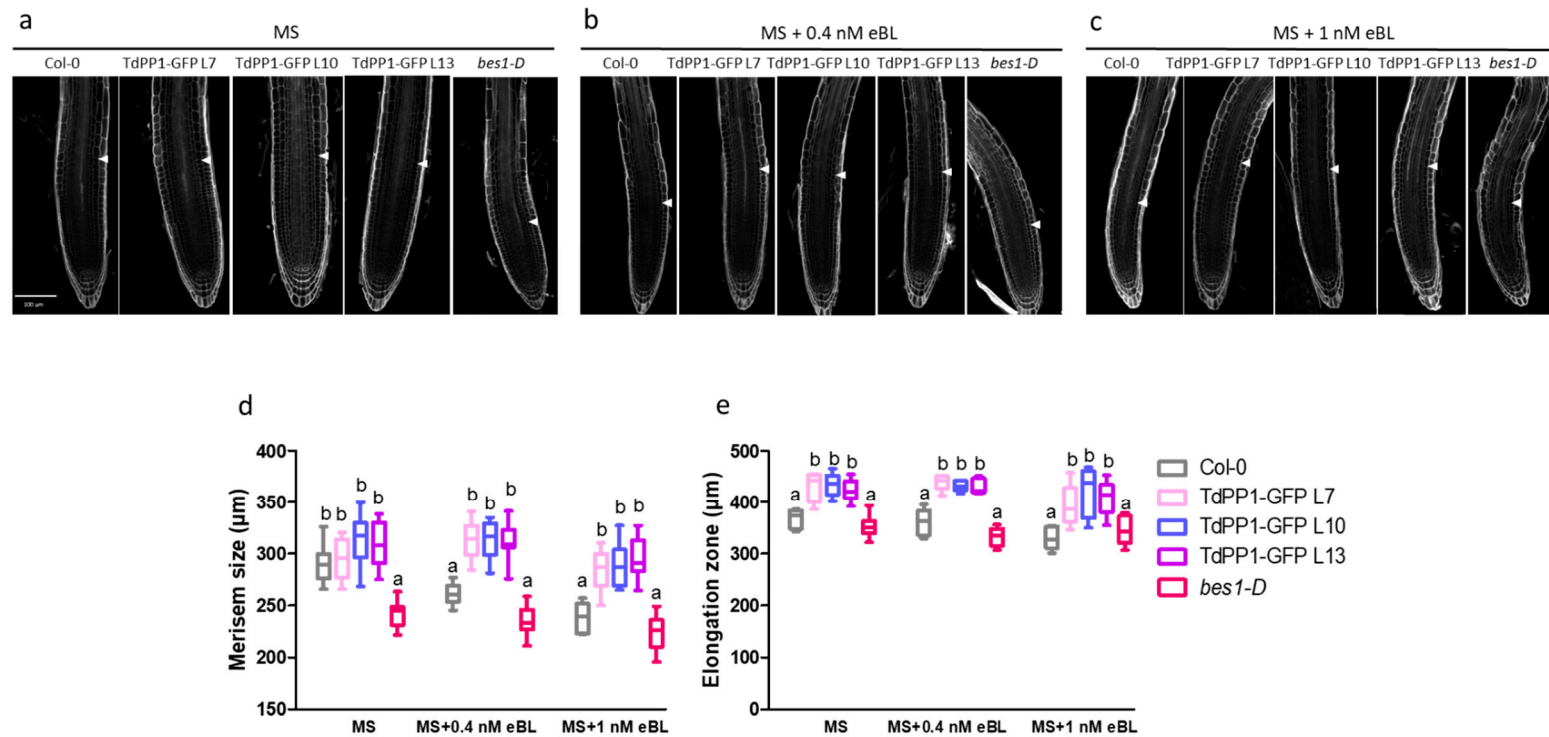 a
MS
Col-0 TdPP1-GFP L7 TdPP1-GFP L10 TdPP1-GFP L13 bes1-D
100 µm
b
MS + 0.4 nM eBL
Col-0 TdPP1-GFP L7 TdPP1-GFP L10 TdPP1-GFP L13 bes1-D
c
MS + 1 nM eBL
Col-0 TdPP1-GFP L7 TdPP1-GFP L10 TdPP1-GFP L13 bes1-D
d
Merisem size (µm)
400
350
300
250
200
150
b b b b a
a b b b a
a b b b a
MS MS+0.4 nM eBL MS+1 nM eBL
e
Elongation zone (µm)
500
400
300
200
100
0
a b b b a
a b b b a
a b b b a
MS MS+0.4 nM eBL MS+1 nM eBL
Col-0
TdPP1-GFP L7
TdPP1-GFP L10
TdPP1-GFP L13
bes1-D